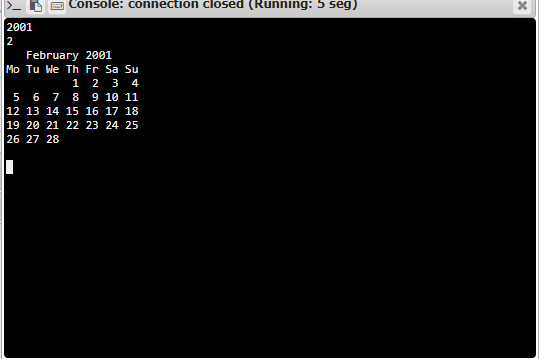 >_ Console: connection closed (Running: 5 seg)
2001
2
   February 2001
Mo Tu We Th Fr Sa Su
          1  2  3  4
 5  6  7  8  9 10 11
12 13 14 15 16 17 18
19 20 21 22 23 24 25
26 27 28